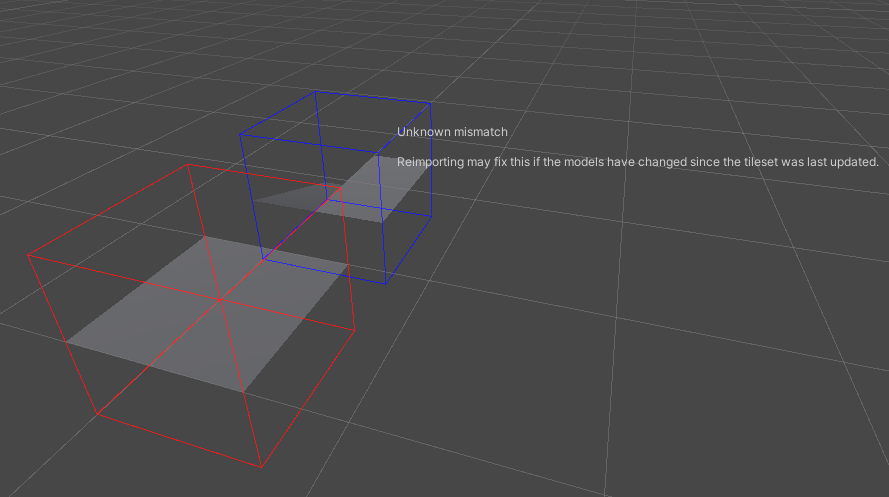 Unknown mismatch
Reimporting may fix this if the models have changed since the tileset was last updated.